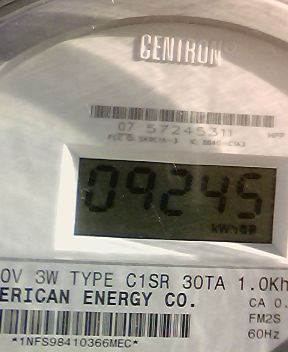 CENTRON®
07 57245311
09245
kWh
0V 3W TYPE C1SR 30TA 1.0Kh
ERICAN ENERGY CO.
CA 0.
FM2S
*1NFS98410366MEC*
60Hz